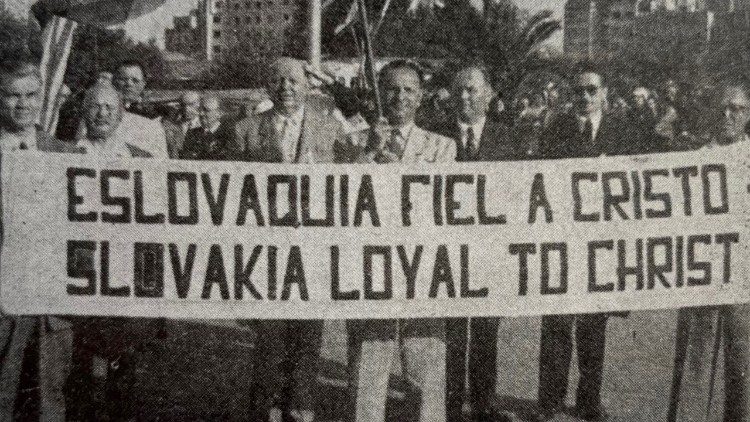 ESLOVAQUIA FIEL A CRISTO
SLOVAKIA LOYAL TO CHRIST